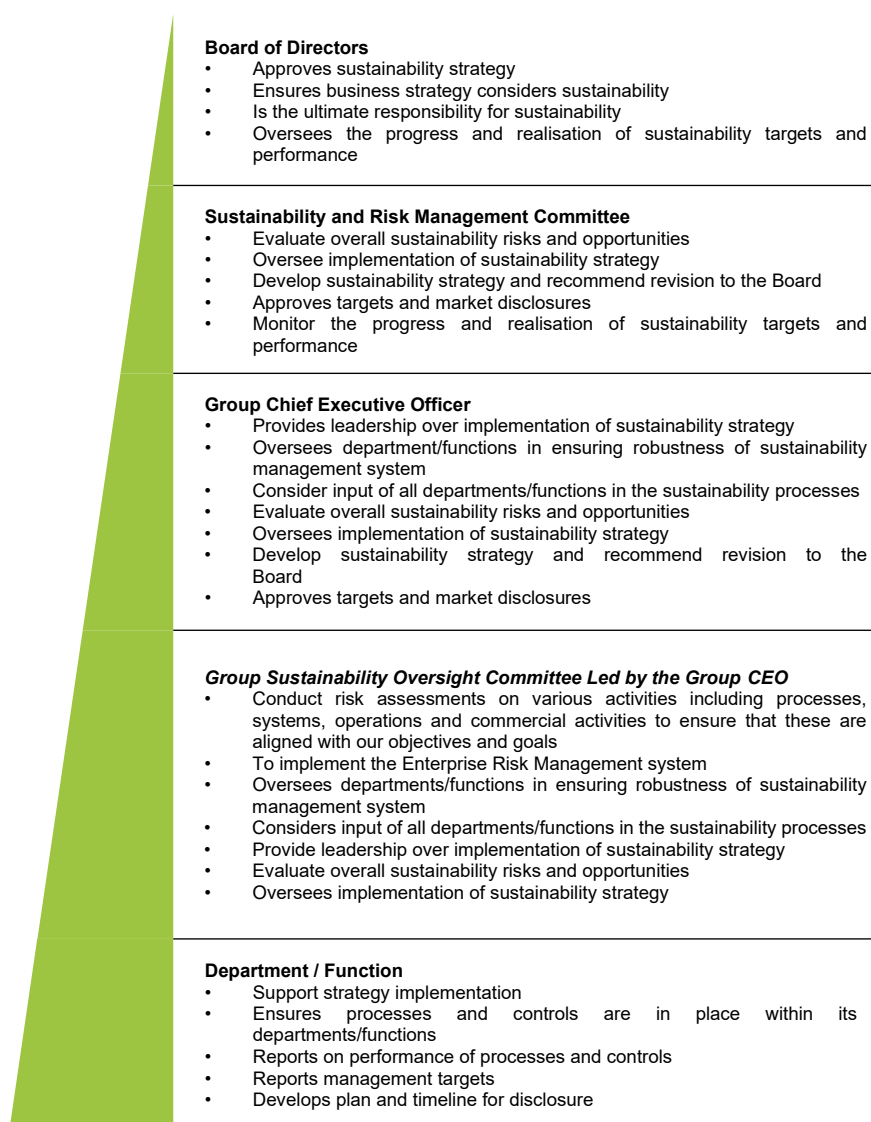 Board of Directors
• Approves sustainability strategy
• Ensures business strategy considers sustainability
• Is the ultimate responsibility for sustainability
• Oversees the progress and realisation of sustainability targets and
performance
Sustainability and Risk Management Committee
• Evaluate overall sustainability risks and opportunities
• Oversee implementation of sustainability strategy
• Develop sustainability strategy and recommend revision to the Board
• Approves targets and market disclosures
• Monitor the progress and realisation of sustainability targets and
performance
Group Chief Executive Officer
• Provides leadership over implementation of sustainability strategy
• Oversees department/functions in ensuring robustness of sustainability
management system
• Consider input of all departments/functions in the sustainability processes
• Evaluate overall sustainability risks and opportunities
• Oversees implementation of sustainability strategy
• Develop sustainability strategy and recommend revision to the
Board
• Approves targets and market disclosures
Group Sustainability Oversight Committee Led by the Group CEO
• Conduct risk assessments on various activities including processes,
systems, operations and commercial activities to ensure that these are
aligned with our objectives and goals
• To implement the Enterprise Risk Management system
• Oversees departments/functions in ensuring robustness of sustainability
management system
• Considers input of all departments/functions in the sustainability processes
• Provide leadership over implementation of sustainability strategy
• Evaluate overall sustainability risks and opportunities
• Oversees implementation of sustainability strategy
Department / Function
• Support strategy implementation
• Ensures processes and controls are in place within its
departments/functions
• Reports on performance of processes and controls
• Reports management targets
• Develops plan and timeline for disclosure